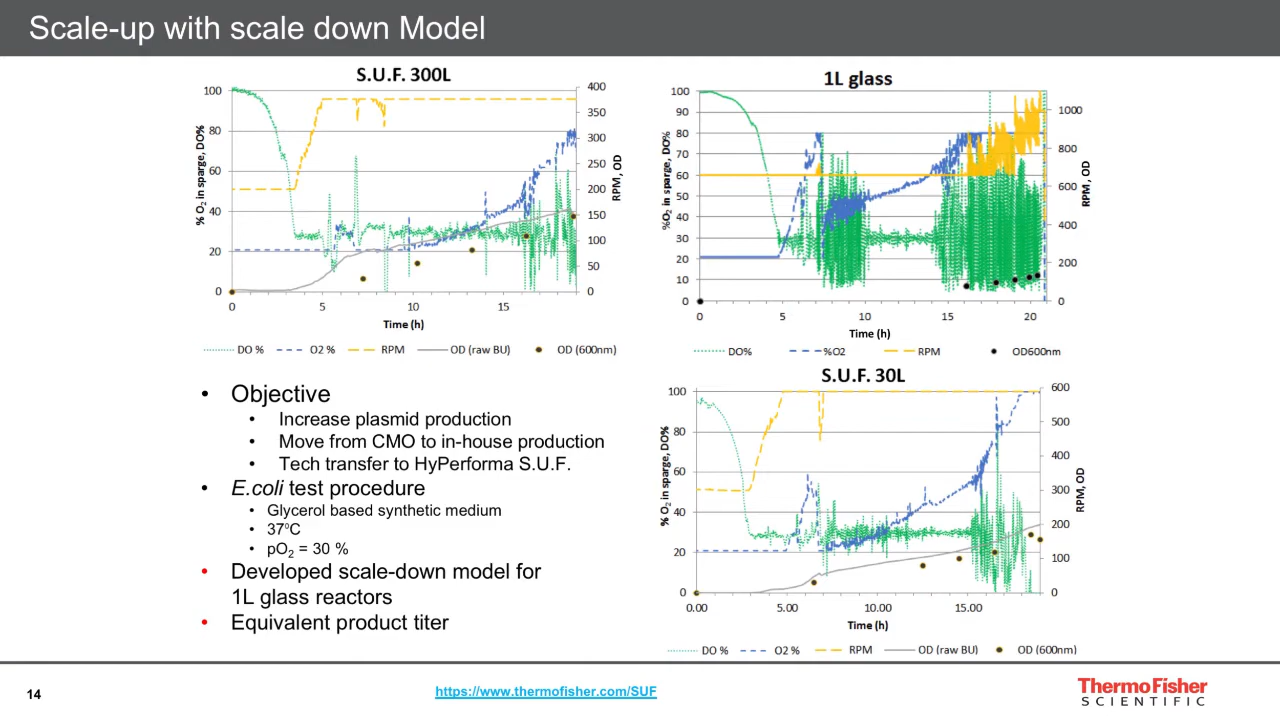 Scale-up with scale down Model
S.U.F. 300L
100
80
60
40
20
0
% O2 in sparge, DO%
400
350
300
250
200
150
100
50
0
RPM, OD
0 5 10 15
Time (h)
DO % O2 % RPM OD (raw BU) OD (600nm)
1L glass
100
90
80
70
60
50
40
30
20
10
0
%O2 in sparge, DO%
1000
800
600
400
200
0
RPM, OD
0 5 10 15 20
Time (h)
DO% %O2 RPM OD600nm
• Objective
• Increase plasmid production
• Move from CMO to in-house production
• Tech transfer to HyPerforma S.U.F.
• E.coli test procedure
• Glycerol based synthetic medium
• 37ºC
• pO2 = 30 %
• Developed scale-down model for
1L glass reactors
• Equivalent product titer
S.U.F. 30L
100
80
60
40
20
0
% O2 in sparge, DO%
600
500
400
300
200
100
0
RPM, OD
0.00 5.00 10.00 15.00
Time (h)
DO % O2 % RPM OD (raw BU) OD (600nm)
14
https://www.thermofisher.com/SUF
ThermoFisher
SCIENTIFIC